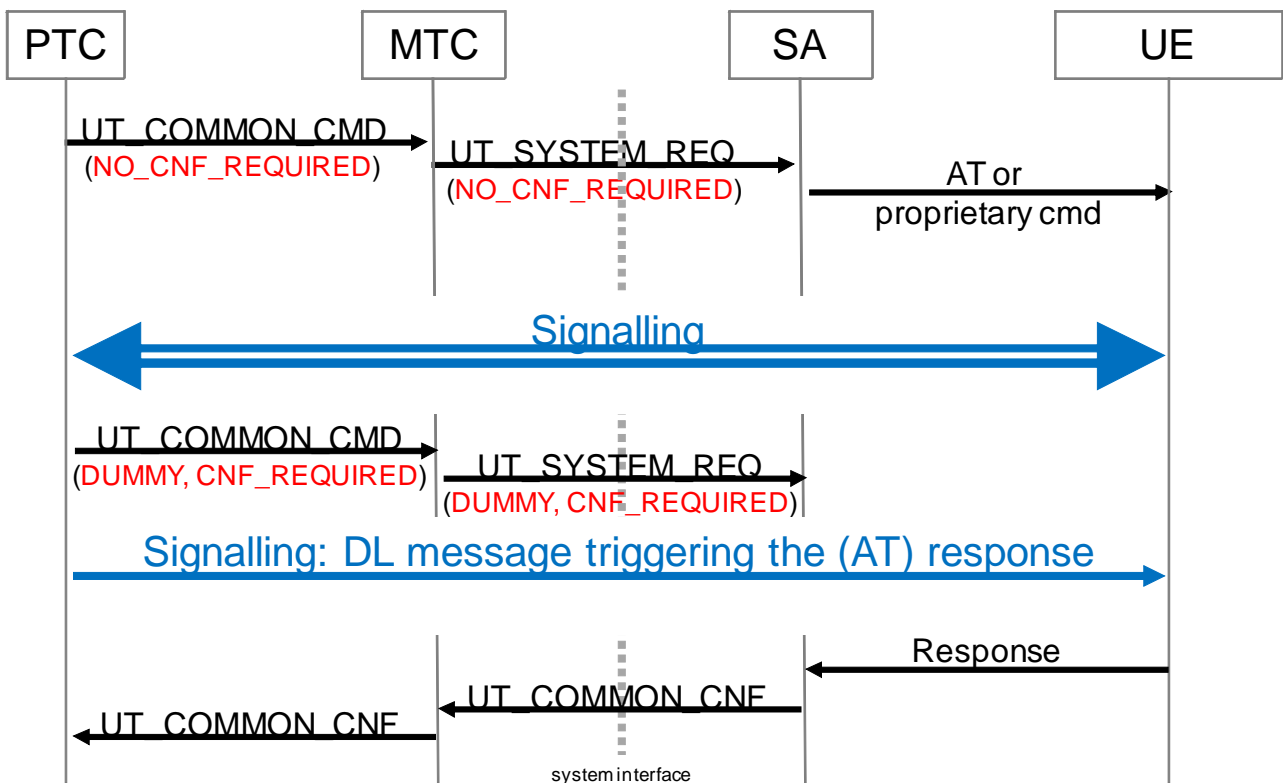 PTC
MTC
SA
UE
UT_COMMON_CMD
(NO_CNF_REQUIRED)
UT_SYSTEM_REQ
(NO_CNF_REQUIRED)
AT or
proprietary cmd
Signalling
UT_COMMON_CMD
(DUMMY, CNF_REQUIRED)
UT_SYSTEM_REQ
(DUMMY, CNF_REQUIRED)
Signalling: DL message triggering the (AT) response
Response
UT_COMMON_CNF
UT_COMMON_CNF
system interface